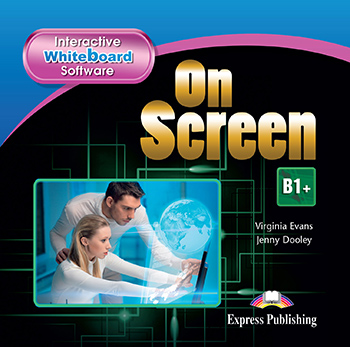 Interactive
Whiteboard
Software
On
Screen
B1+
Virginia Evans
Jenny Dooley
Express Publishing